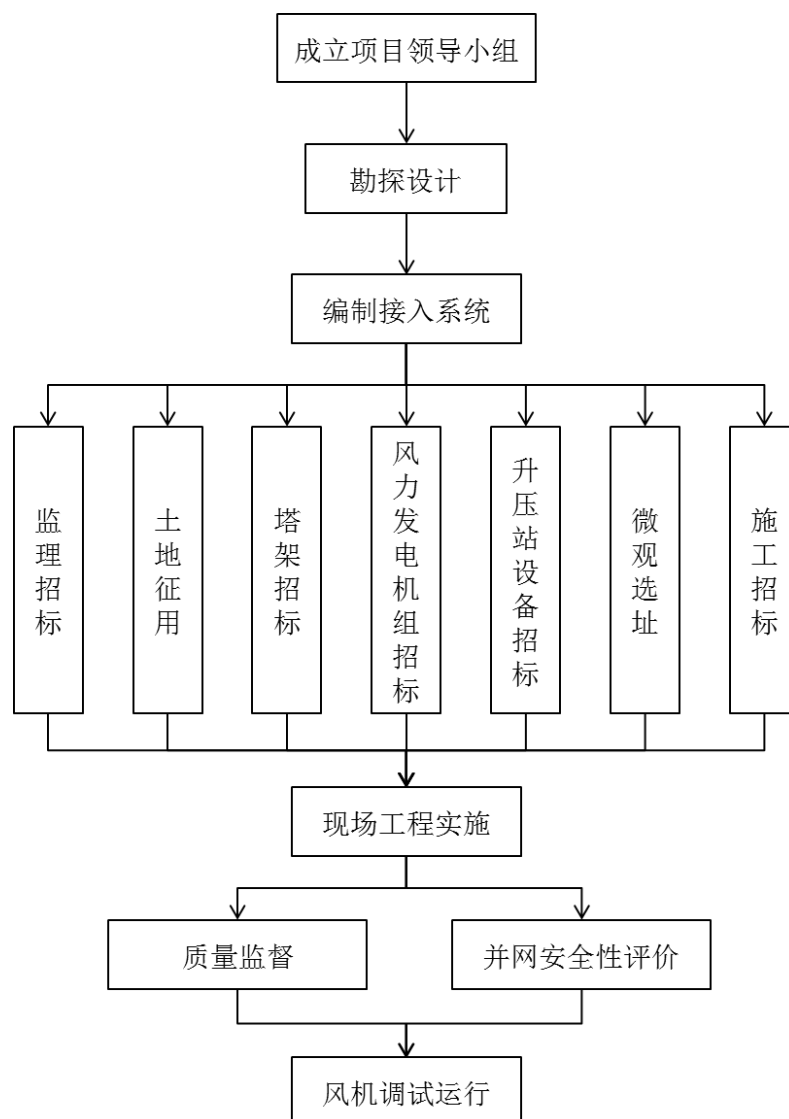 成立项目领导小组
勘探设计
编制接入系统
监理招标
土地征用
塔架招标
风力发电机组招标
升压站设备招标
微观选址
施工招标
现场工程实施
质量监督
并网安全性评价
风机调试运行